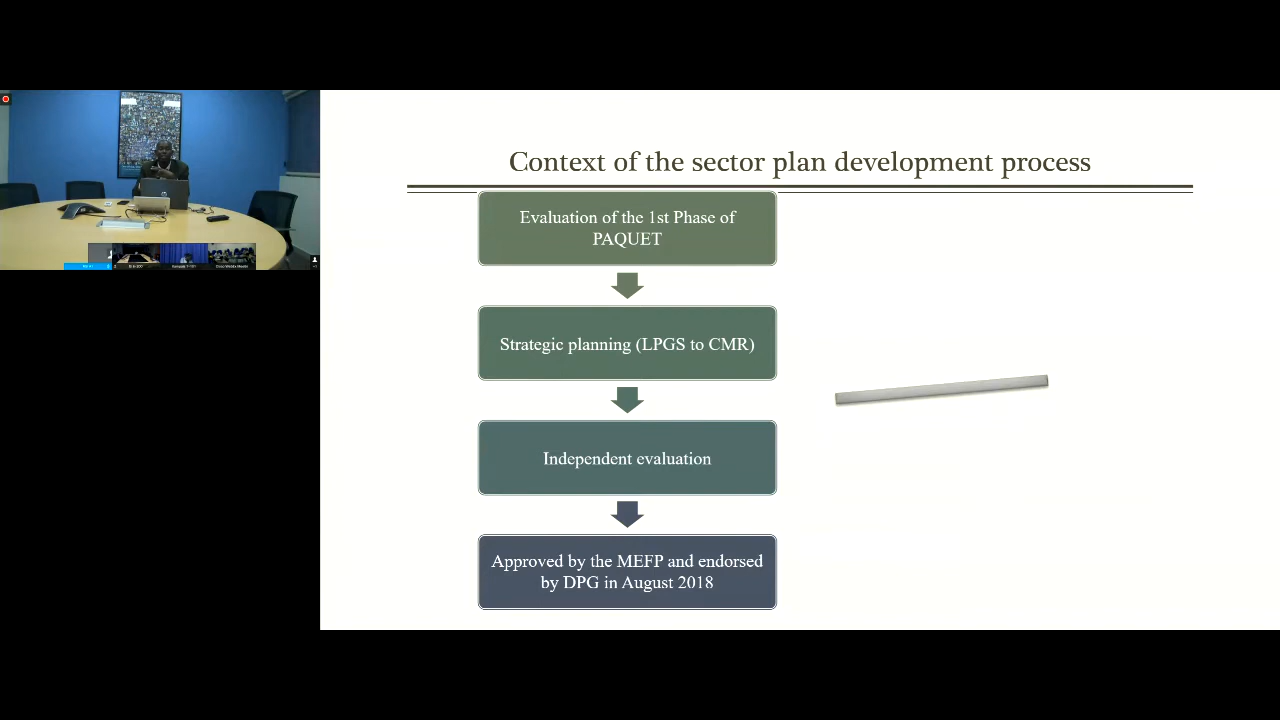 Context of the sector plan development process
Evaluation of the 1st Phase of
PAQUET
Strategic planning (LPGS to CMR)
Independent evaluation
Approved by the MEFP and endorsed
by DPG in August 2018